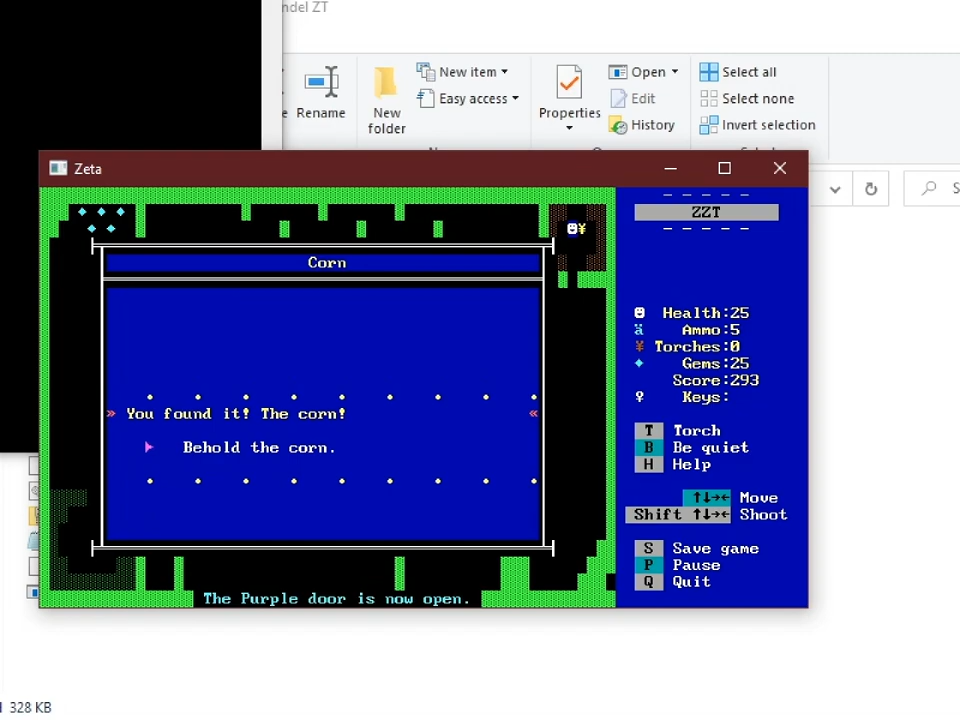 ndel ZT
New item
Open
Select all
Easy access
Edit
Select none
Rename
New folder
Properties
History
Invert selection
Zeta
ZZT
Corn
Health:25
Ammo:5
Torches:0
Gems:25
Score:293
Keys:
» You found it! The corn! «
Behold the corn.
T Torch
B Be quiet
H Help
↑↓→← Move
Shift ↑↓→← Shoot
S Save game
P Pause
Q Quit
The Purple door is now open.
328 KB